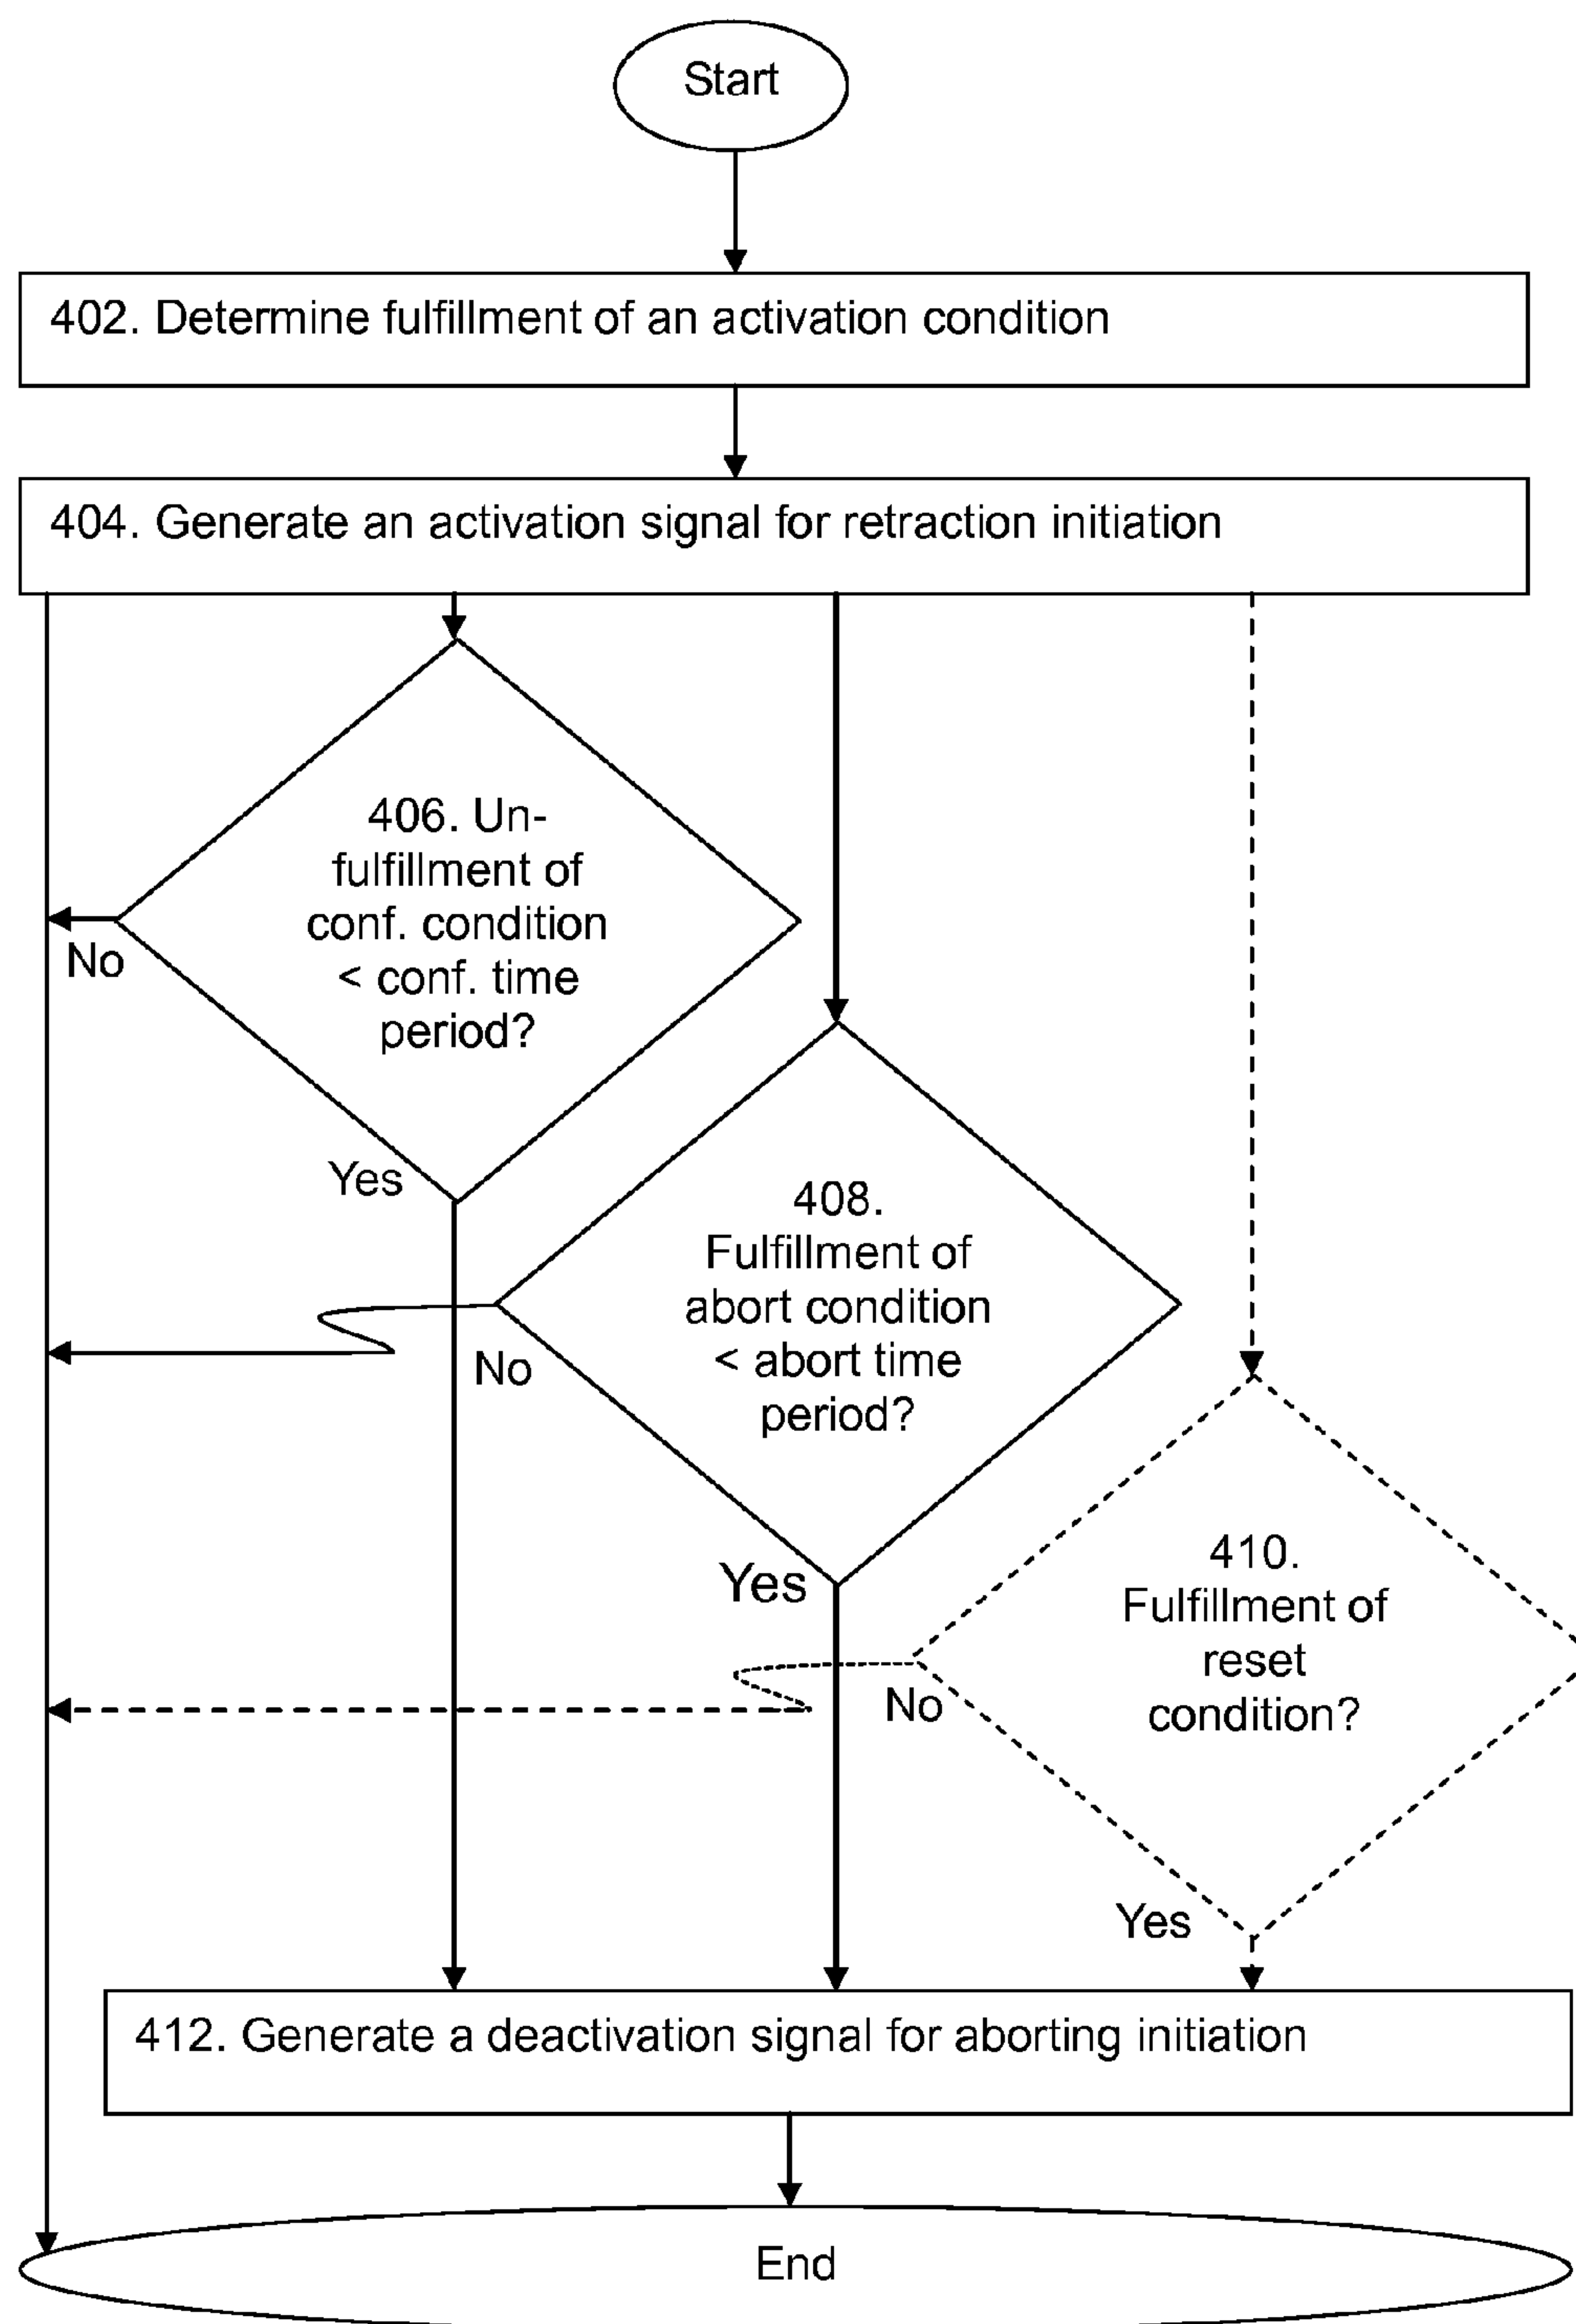 Start
402. Determine fulfillment of an activation condition
404. Generate an activation signal for retraction initiation
406. Un-
fulfillment of
conf. condition
< conf. time
period?
No
Yes
408.
Fulfillment of
abort condition
< abort time
period?
No
Yes
410.
Fulfillment of
reset
condition?
No
Yes
412. Generate a deactivation signal for aborting initiation
End